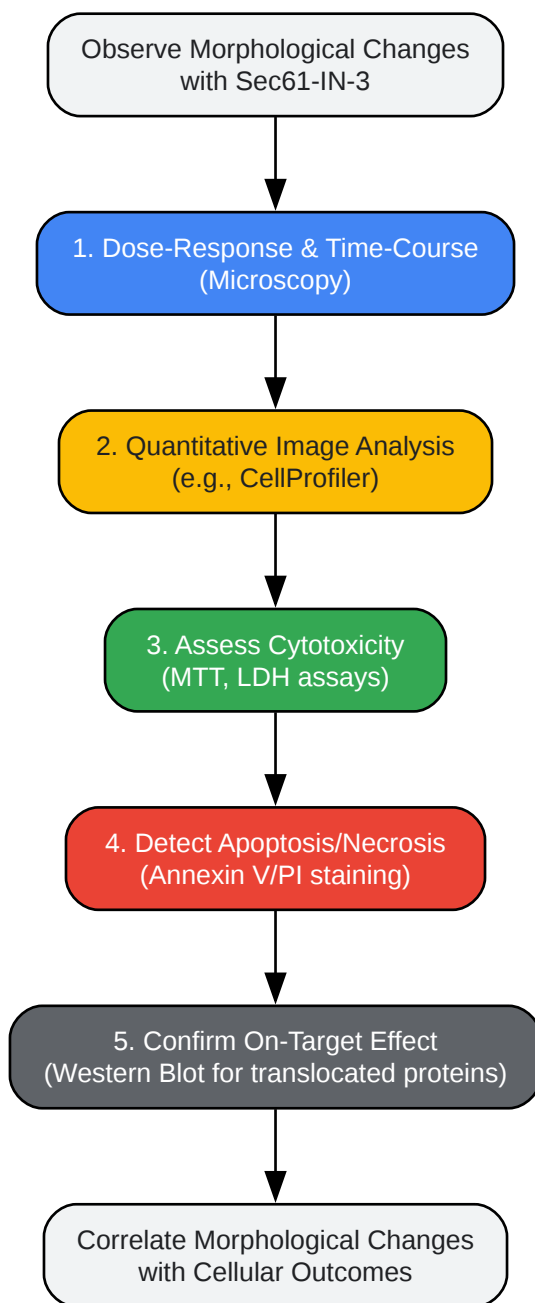 Observe Morphological Changes
with Sec61-IN-3
1. Dose-Response & Time-Course
(Microscopy)
2. Quantitative Image Analysis
(e.g., CellProfiler)
3. Assess Cytotoxicity
(MTT, LDH assays)
4. Detect Apoptosis/Necrosis
(Annexin V/PI staining)
5. Confirm On-Target Effect
(Western Blot for translocated proteins)
Correlate Morphological Changes
with Cellular Outcomes